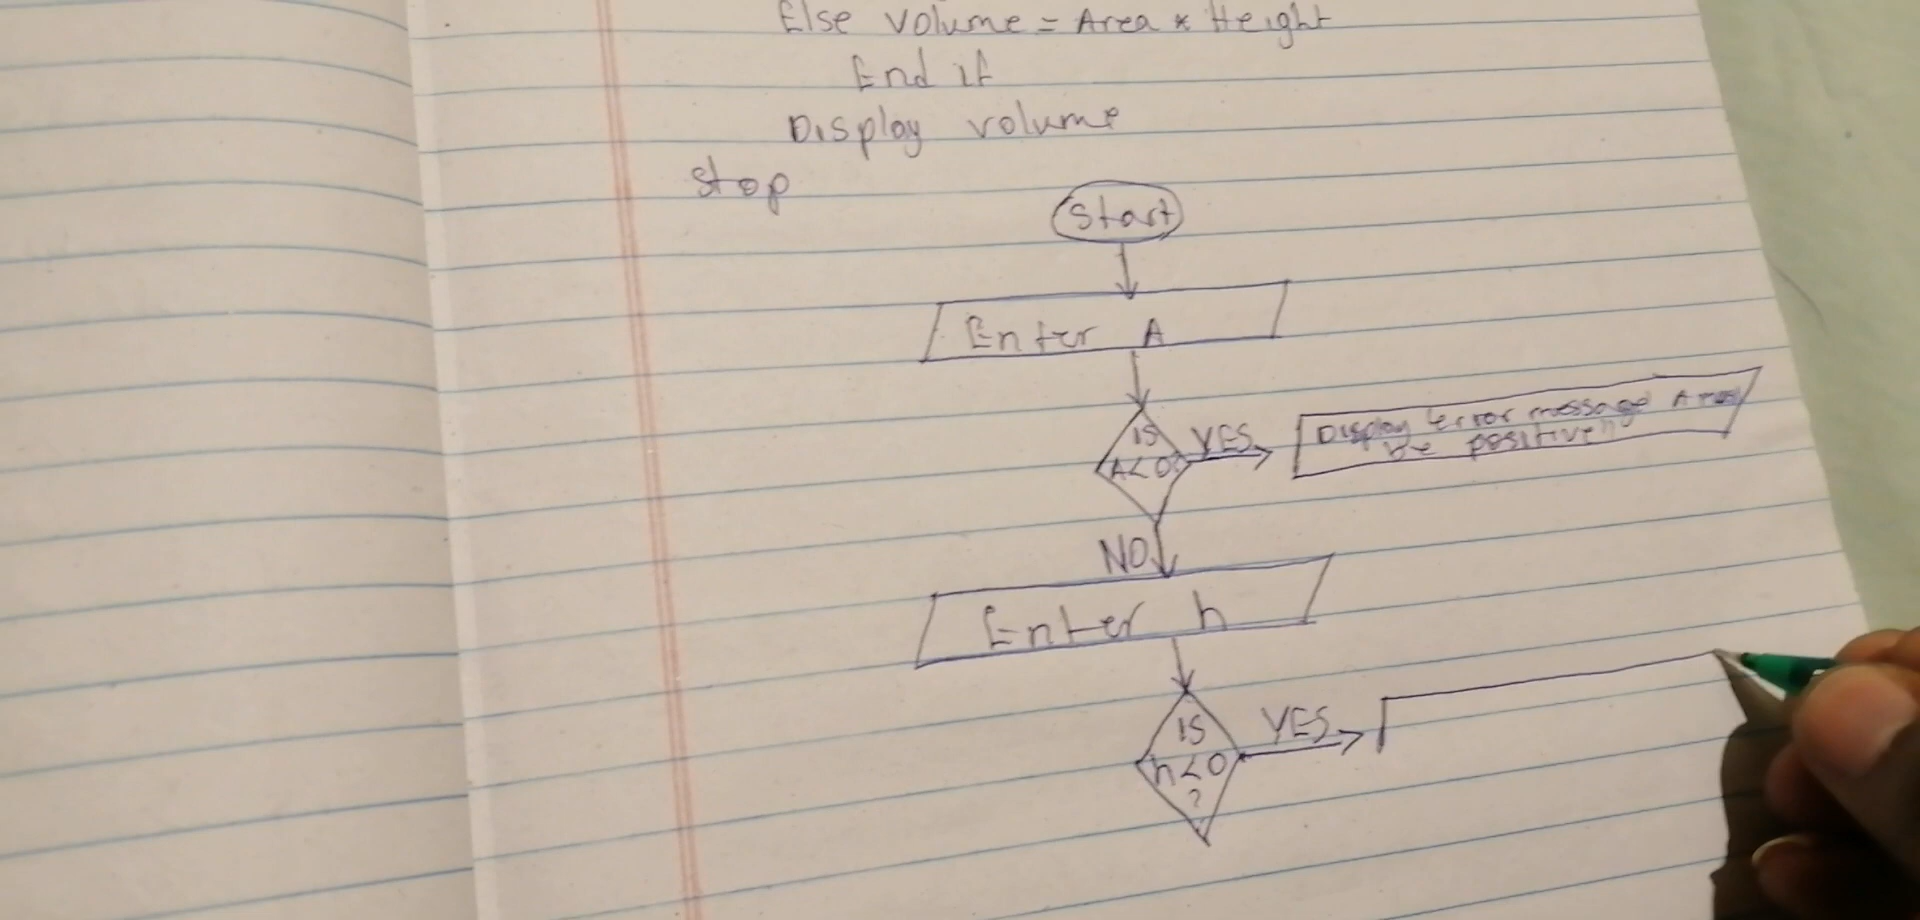 Else volume = Area * Height
End if
Display volume
Stop
Start
Enter A
IS
A<0?
YES
Display "error message A must
be positive"
NO
Enter h
IS
h<0
?
YES